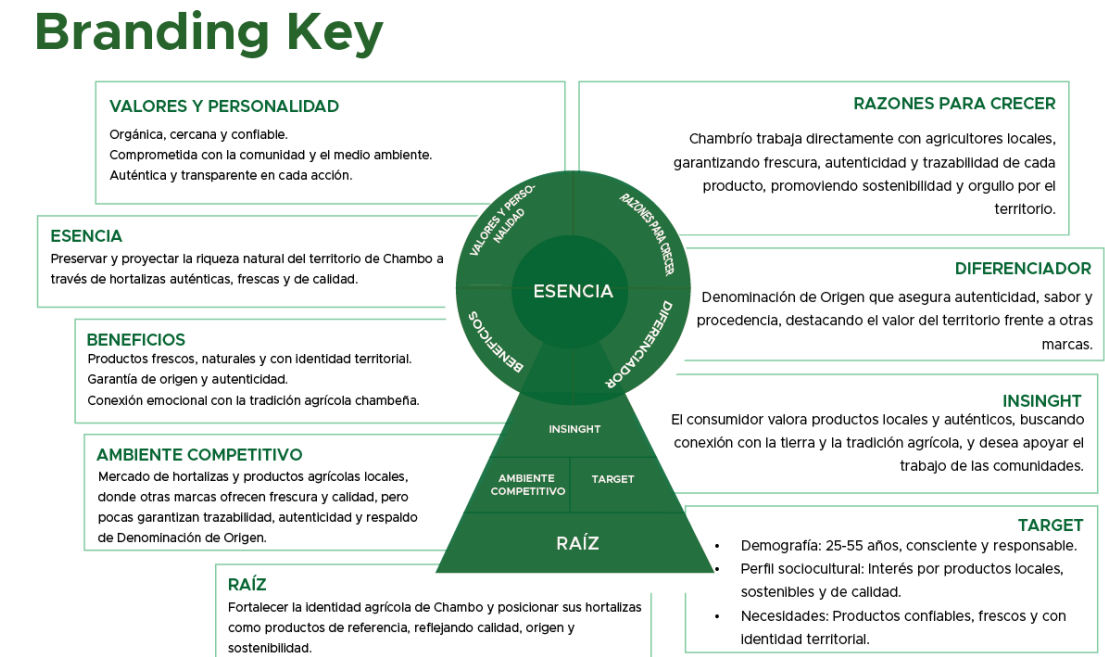 Branding Key
VALORES Y PERSONALIDAD
Orgánica, cercana y confiable.
Comprometida con la comunidad y el medio ambiente.
Auténtica y transparente en cada acción.
ESENCIA
Preservar y proyectar la riqueza natural del territorio de Chambo a
través de hortalizas auténticas, frescas y de calidad.
BENEFICIOS
Productos frescos, naturales y con identidad territorial.
Garantía de origen y autenticidad.
Conexión emocional con la tradición agrícola chambeña.
AMBIENTE COMPETITIVO
Mercado de hortalizas y productos agrícolas locales,
donde otras marcas ofrecen frescura y calidad, pero
pocas garantizan trazabilidad, autenticidad y respaldo
de Denominación de Origen.
RAÍZ
Fortalecer la identidad agrícola de Chambo y posicionar sus hortalizas
como productos de referencia, reflejando calidad, origen y
sostenibilidad.
VALORES Y PERSO-
NALIDAD
RAZONES PARA CRECER
ESENCIA
BENEFICIOS
DIFERENCIADOR
INSINGHT
AMBIENTE
COMPETITIVO
TARGET
RAÍZ
RAZONES PARA CRECER
Chambrío trabaja directamente con agricultores locales,
garantizando frescura, autenticidad y trazabilidad de cada
producto, promoviendo sostenibilidad y orgullo por el
territorio.
DIFERENCIADOR
Denominación de Origen que asegura autenticidad, sabor y
procedencia, destacando el valor del territorio frente a otras
marcas.
INSINGHT
El consumidor valora productos locales y auténticos, buscando
conexión con la tierra y la tradición agrícola, y desea apoyar el
trabajo de las comunidades.
TARGET
• Demografía: 25-55 años, consciente y responsable.
• Perfil sociocultural: Interés por productos locales,
sostenibles y de calidad.
• Necesidades: Productos confiables, frescos y con
identidad territorial.